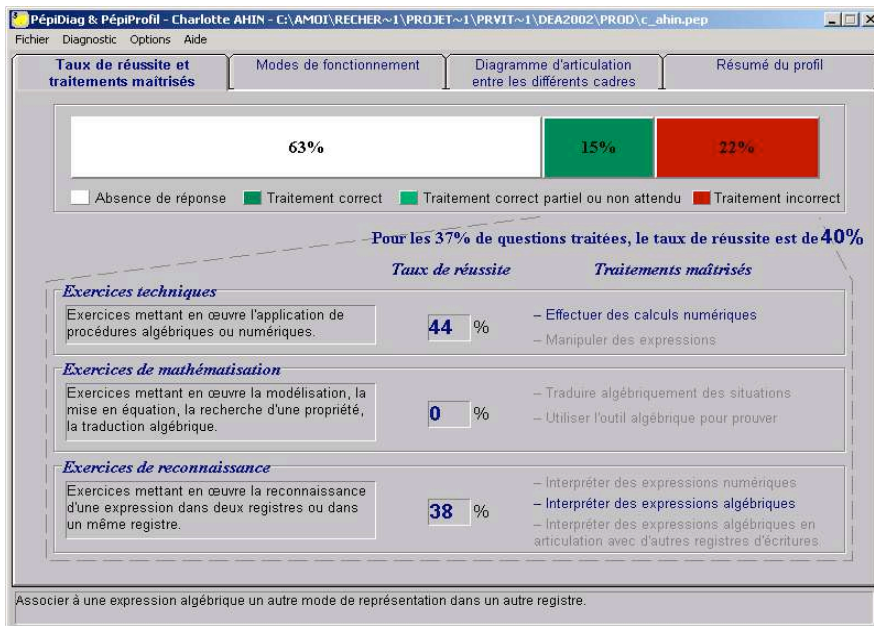 PépiDiag & PépiProfil - Charlotte AHIN - C:\AMOI\RECHER~1\PROJET~1\PRVIT~1\DEA2002\PROD\c_ahin.pep
Fichier Diagnostic Options Aide
Taux de réussite et
traitements maîtrisés
Modes de fonctionnement
Diagramme d'articulation
entre les différents cadres
Résumé du profil
63% 15% 22%
Absence de réponse Traitement correct Traitement correct partiel ou non attendu Traitement incorrect
Pour les 37% de questions traitées, le taux de réussite est de 40%
Taux de réussite Traitements maîtrisés
Exercices techniques
Exercices mettant en œuvre l'application de
procédures algébriques ou numériques.
44 %
– Effectuer des calculs numériques
– Manipuler des expressions
Exercices de mathématisation
Exercices mettant en œuvre la modélisation, la
mise en équation, la recherche d'une propriété,
la traduction algébrique.
0 %
– Traduire algébriquement des situations
– Utiliser l'outil algébrique pour prouver
Exercices de reconnaissance
Exercices mettant en œuvre la reconnaissance
d'une expression dans deux registres ou dans
un même registre.
38 %
– Interpréter des expressions numériques
– Interpréter des expressions algébriques
– Interpréter des expressions algébriques en
articulation avec d'autres registres d'écritures
Associer à une expression algébrique un autre mode de représentation dans un autre registre.